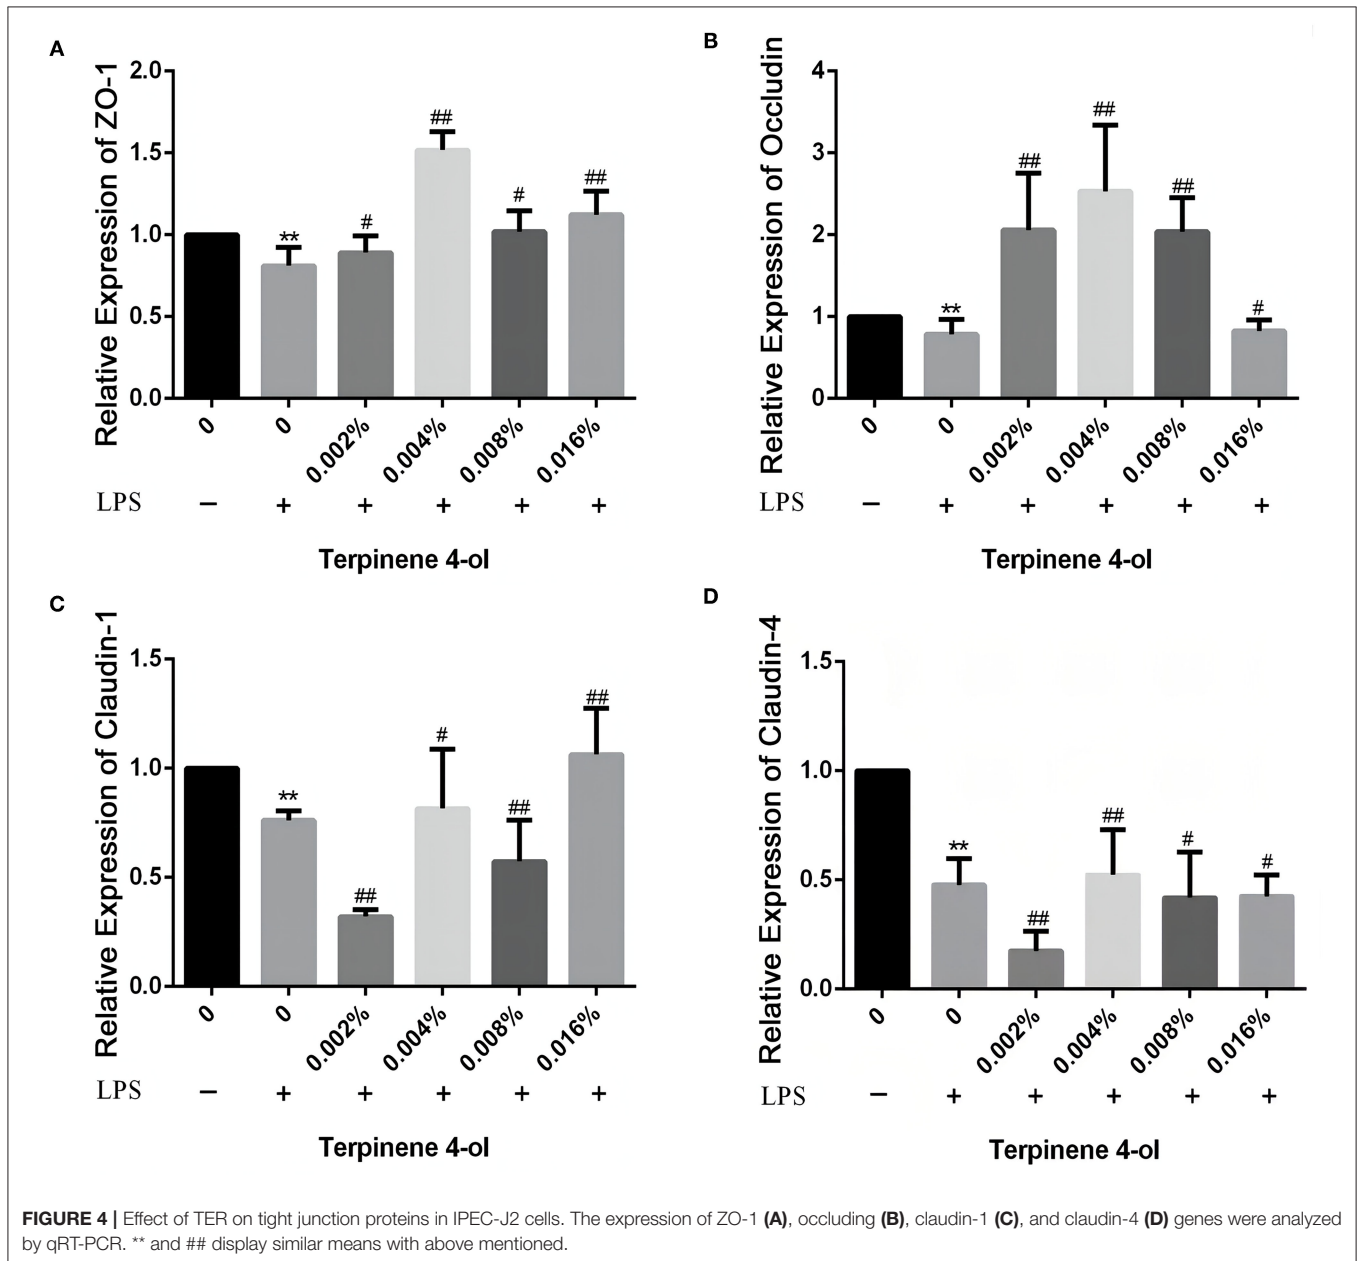 A
Relative Expression of ZO-1
2.0
1.5
1.0
0.5
0.0
** # ## # ##
0 0 0.002% 0.004% 0.008% 0.016%
LPS − + + + + +
Terpinene 4-ol
B
Relative Expression of Occludin
4
3
2
1
0
** ## ## ## #
0 0 0.002% 0.004% 0.008% 0.016%
LPS − + + + + +
Terpinene 4-ol
C
Relative Expression of Claudin-1
1.5
1.0
0.5
0.0
** ## # ## ##
0 0 0.002% 0.004% 0.008% 0.016%
LPS − + + + + +
Terpinene 4-ol
D
Relative Expression of Claudin-4
1.5
1.0
0.5
0.0
** ## ## # #
0 0 0.002% 0.004% 0.008% 0.016%
LPS − + + + + +
Terpinene 4-ol
FIGURE 4 | Effect of TER on tight junction proteins in IPEC-J2 cells. The expression of ZO-1 (A), occluding (B), claudin-1 (C), and claudin-4 (D) genes were analyzed
by qRT-PCR. ** and ## display similar means with above mentioned.